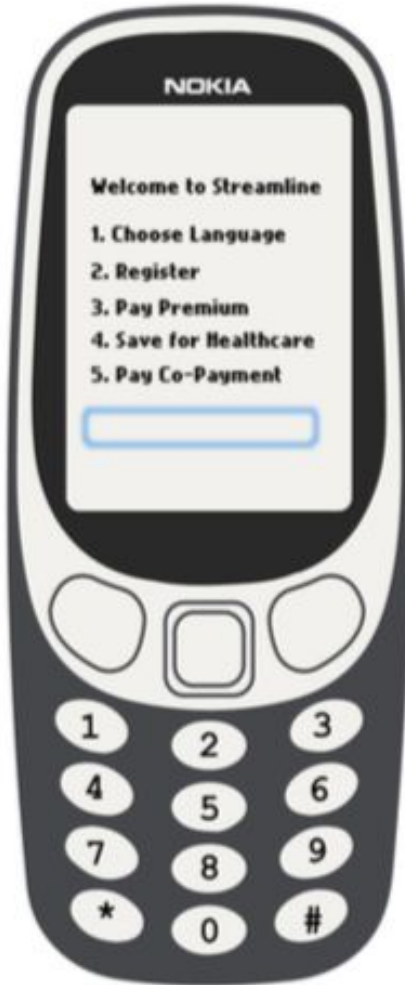 NOKIA
Welcome to Streamline
1. Choose Language
2. Register
3. Pay Premium
4. Save for Healthcare
5. Pay Co-Payment
1 2 3
4 5 6
7 8 9
* 0 #